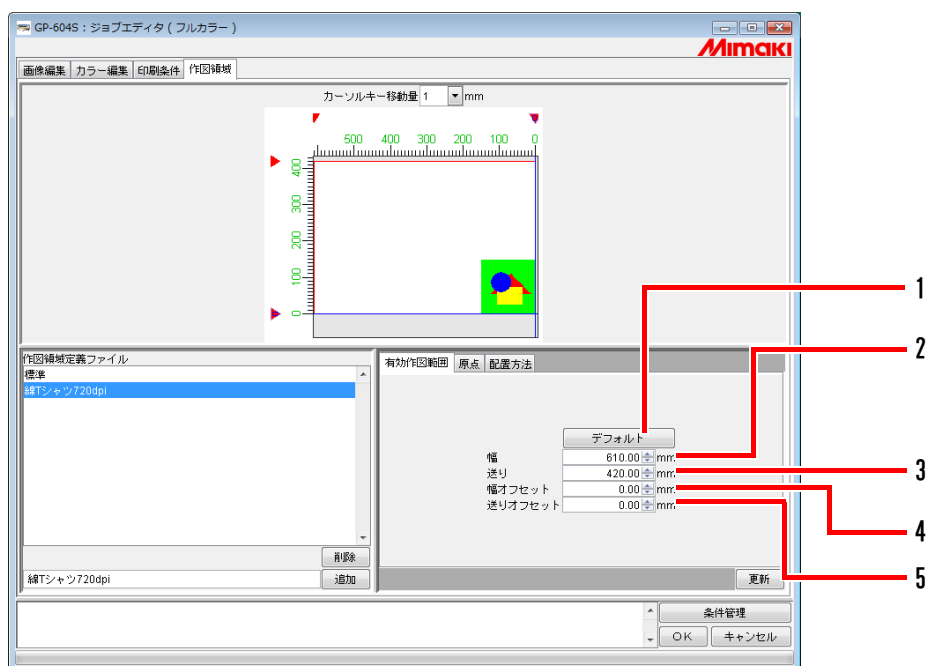 GP-604S：ジョブエディタ ( フルカラー )
Mimaki
画像編集 カラー編集 印刷条件 作図領域
カーソルキー移動量 1 mm
500 400 300 200 100 0
400
300
200
100
0
作図領域定義ファイル
標準
綿Tシャツ720dpi
削除
綿Tシャツ720dpi 追加
有効作図範囲 原点 配置方法
デフォルト
幅 610.00 mm
送り 420.00 mm
幅オフセット 0.00 mm
送りオフセット 0.00 mm
更新
条件管理
OK キャンセル
1
2
3
4
5